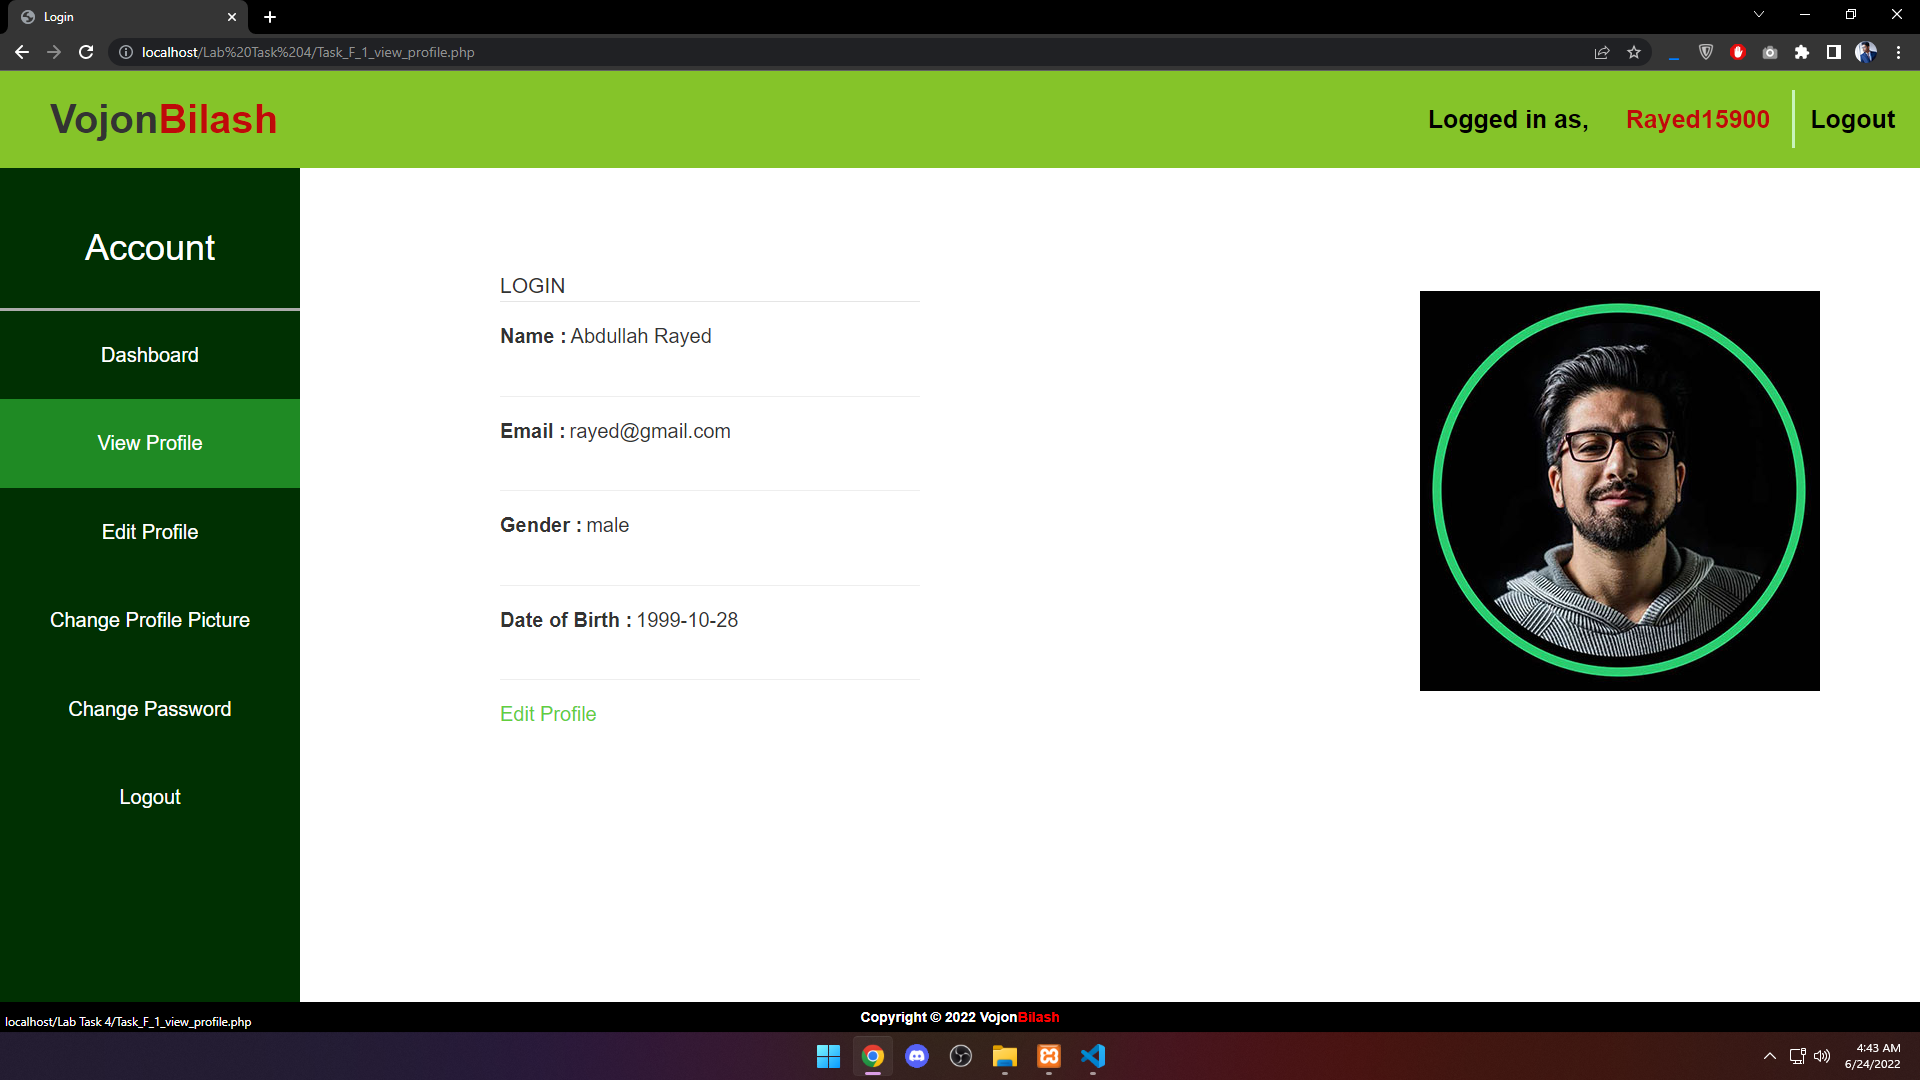 Login
localhost/Lab%20Task%204/Task_F_1_view_profile.php
VojonBilash
Logged in as, Rayed15900 Logout
Account
Dashboard
View Profile
Edit Profile
Change Profile Picture
Change Password
Logout
LOGIN
Name : Abdullah Rayed
Email : rayed@gmail.com
Gender : male
Date of Birth : 1999-10-28
Edit Profile
Copyright © 2022 VojonBilash
localhost/Lab Task 4/Task_F_1_view_profile.php
4:43 AM
6/24/2022